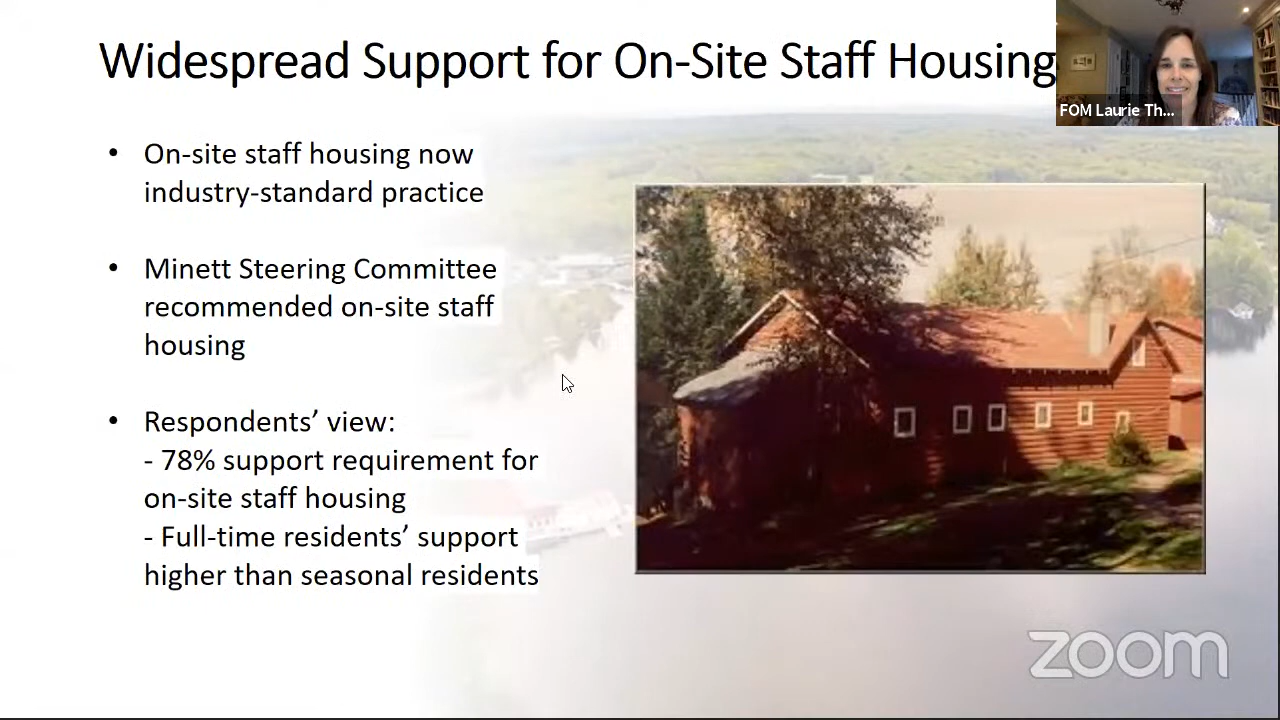 Widespread Support for On-Site Staff Housing
FOM Laurie Th...
• On-site staff housing now
industry-standard practice
• Minett Steering Committee
recommended on-site staff
housing
• Respondents’ view:
- 78% support requirement for
on-site staff housing
- Full-time residents’ support
higher than seasonal residents
zoom